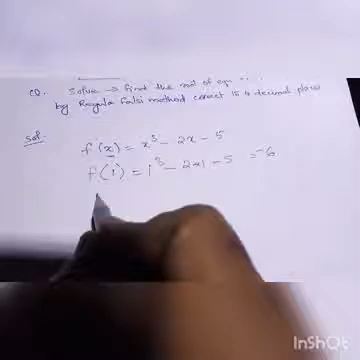 Q. Solve → find the root of eqn
by Regula falsi method correct 15 4 decimal places
Sol
f(x) = x³ - 2x - 5
f(1) = 1³ - 2×1 - 5 = -6
InShOt